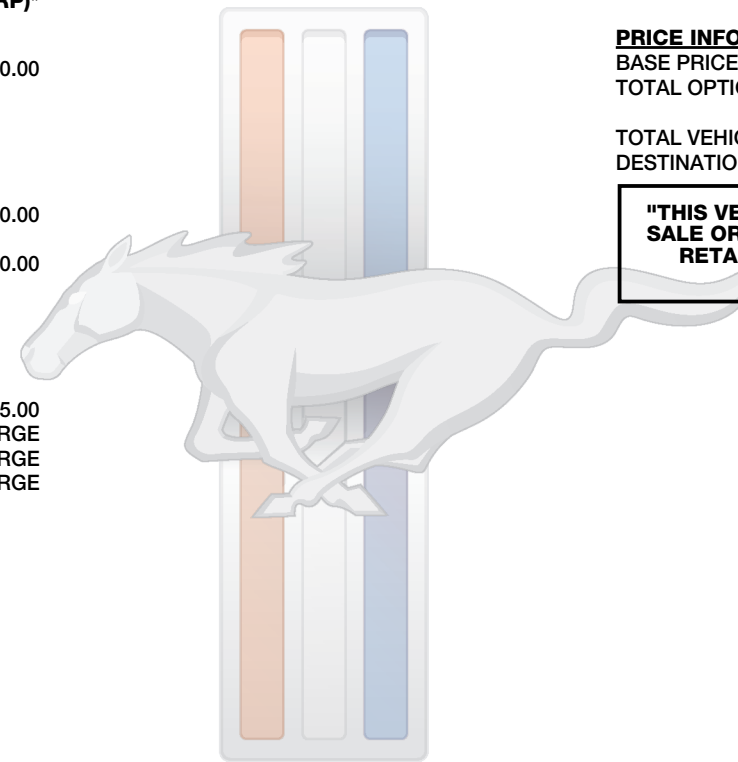 RP)*
0.00
0.00
0.00
5.00
RGE
RGE
RGE
PRICE INFO
BASE PRICE
TOTAL OPTIO
TOTAL VEHIC
DESTINATIO
"THIS VE
SALE OR
RETA